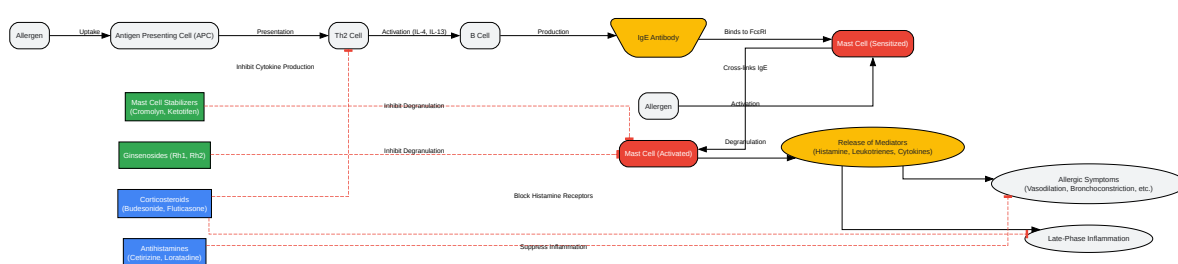 Allergen
Uptake
Antigen Presenting Cell (APC)
Presentation
Th2 Cell
Activation (IL-4, IL-13)
B Cell
Production
IgE Antibody
Binds to FcεRI
Mast Cell (Sensitized)
Inhibit Cytokine Production
Cross-links IgE
Mast Cell Stabilizers
(Cromolyn, Ketotifen)
Inhibit Degranulation
Allergen
Activation
Ginsenosides (Rh1, Rh2)
Inhibit Degranulation
Mast Cell (Activated)
Degranulation
Release of Mediators
(Histamine, Leukotrienes, Cytokines)
Corticosteroids
(Budesonide, Fluticasone)
Block Histamine Receptors
Allergic Symptoms
(Vasodilation, Bronchoconstriction, etc.)
Antihistamines
(Cetirizine, Loratadine)
Suppress Inflammation
Late-Phase Inflammation